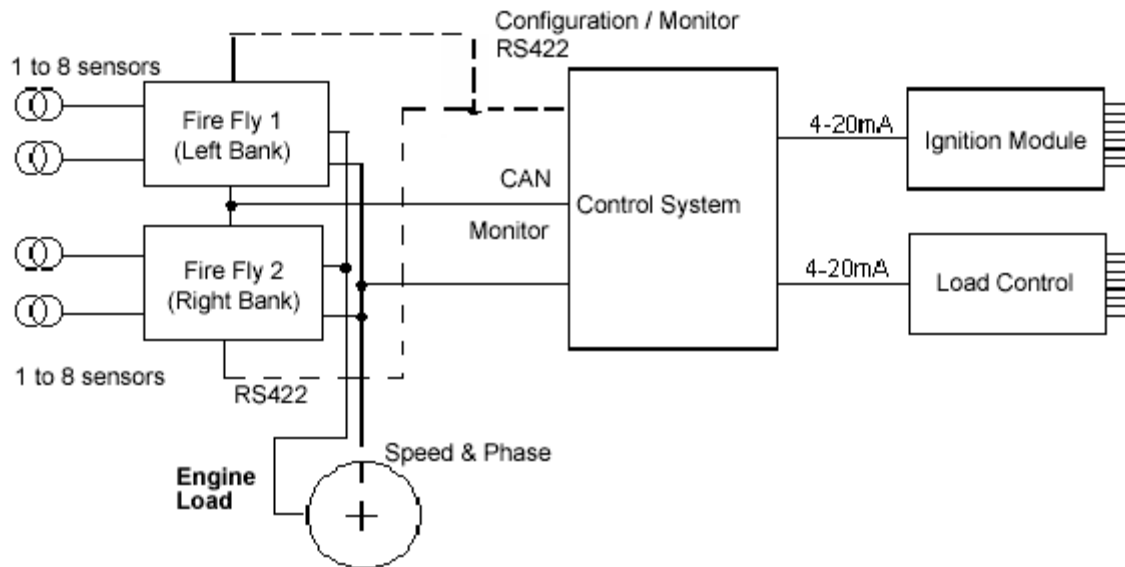 Configuration / Monitor
RS422
1 to 8 sensors
Fire Fly 1
(Left Bank)
4-20mA
Ignition Module
CAN
Control System
Monitor
Fire Fly 2
(Right Bank)
4-20mA
Load Control
1 to 8 sensors
RS422
Speed & Phase
Engine
Load